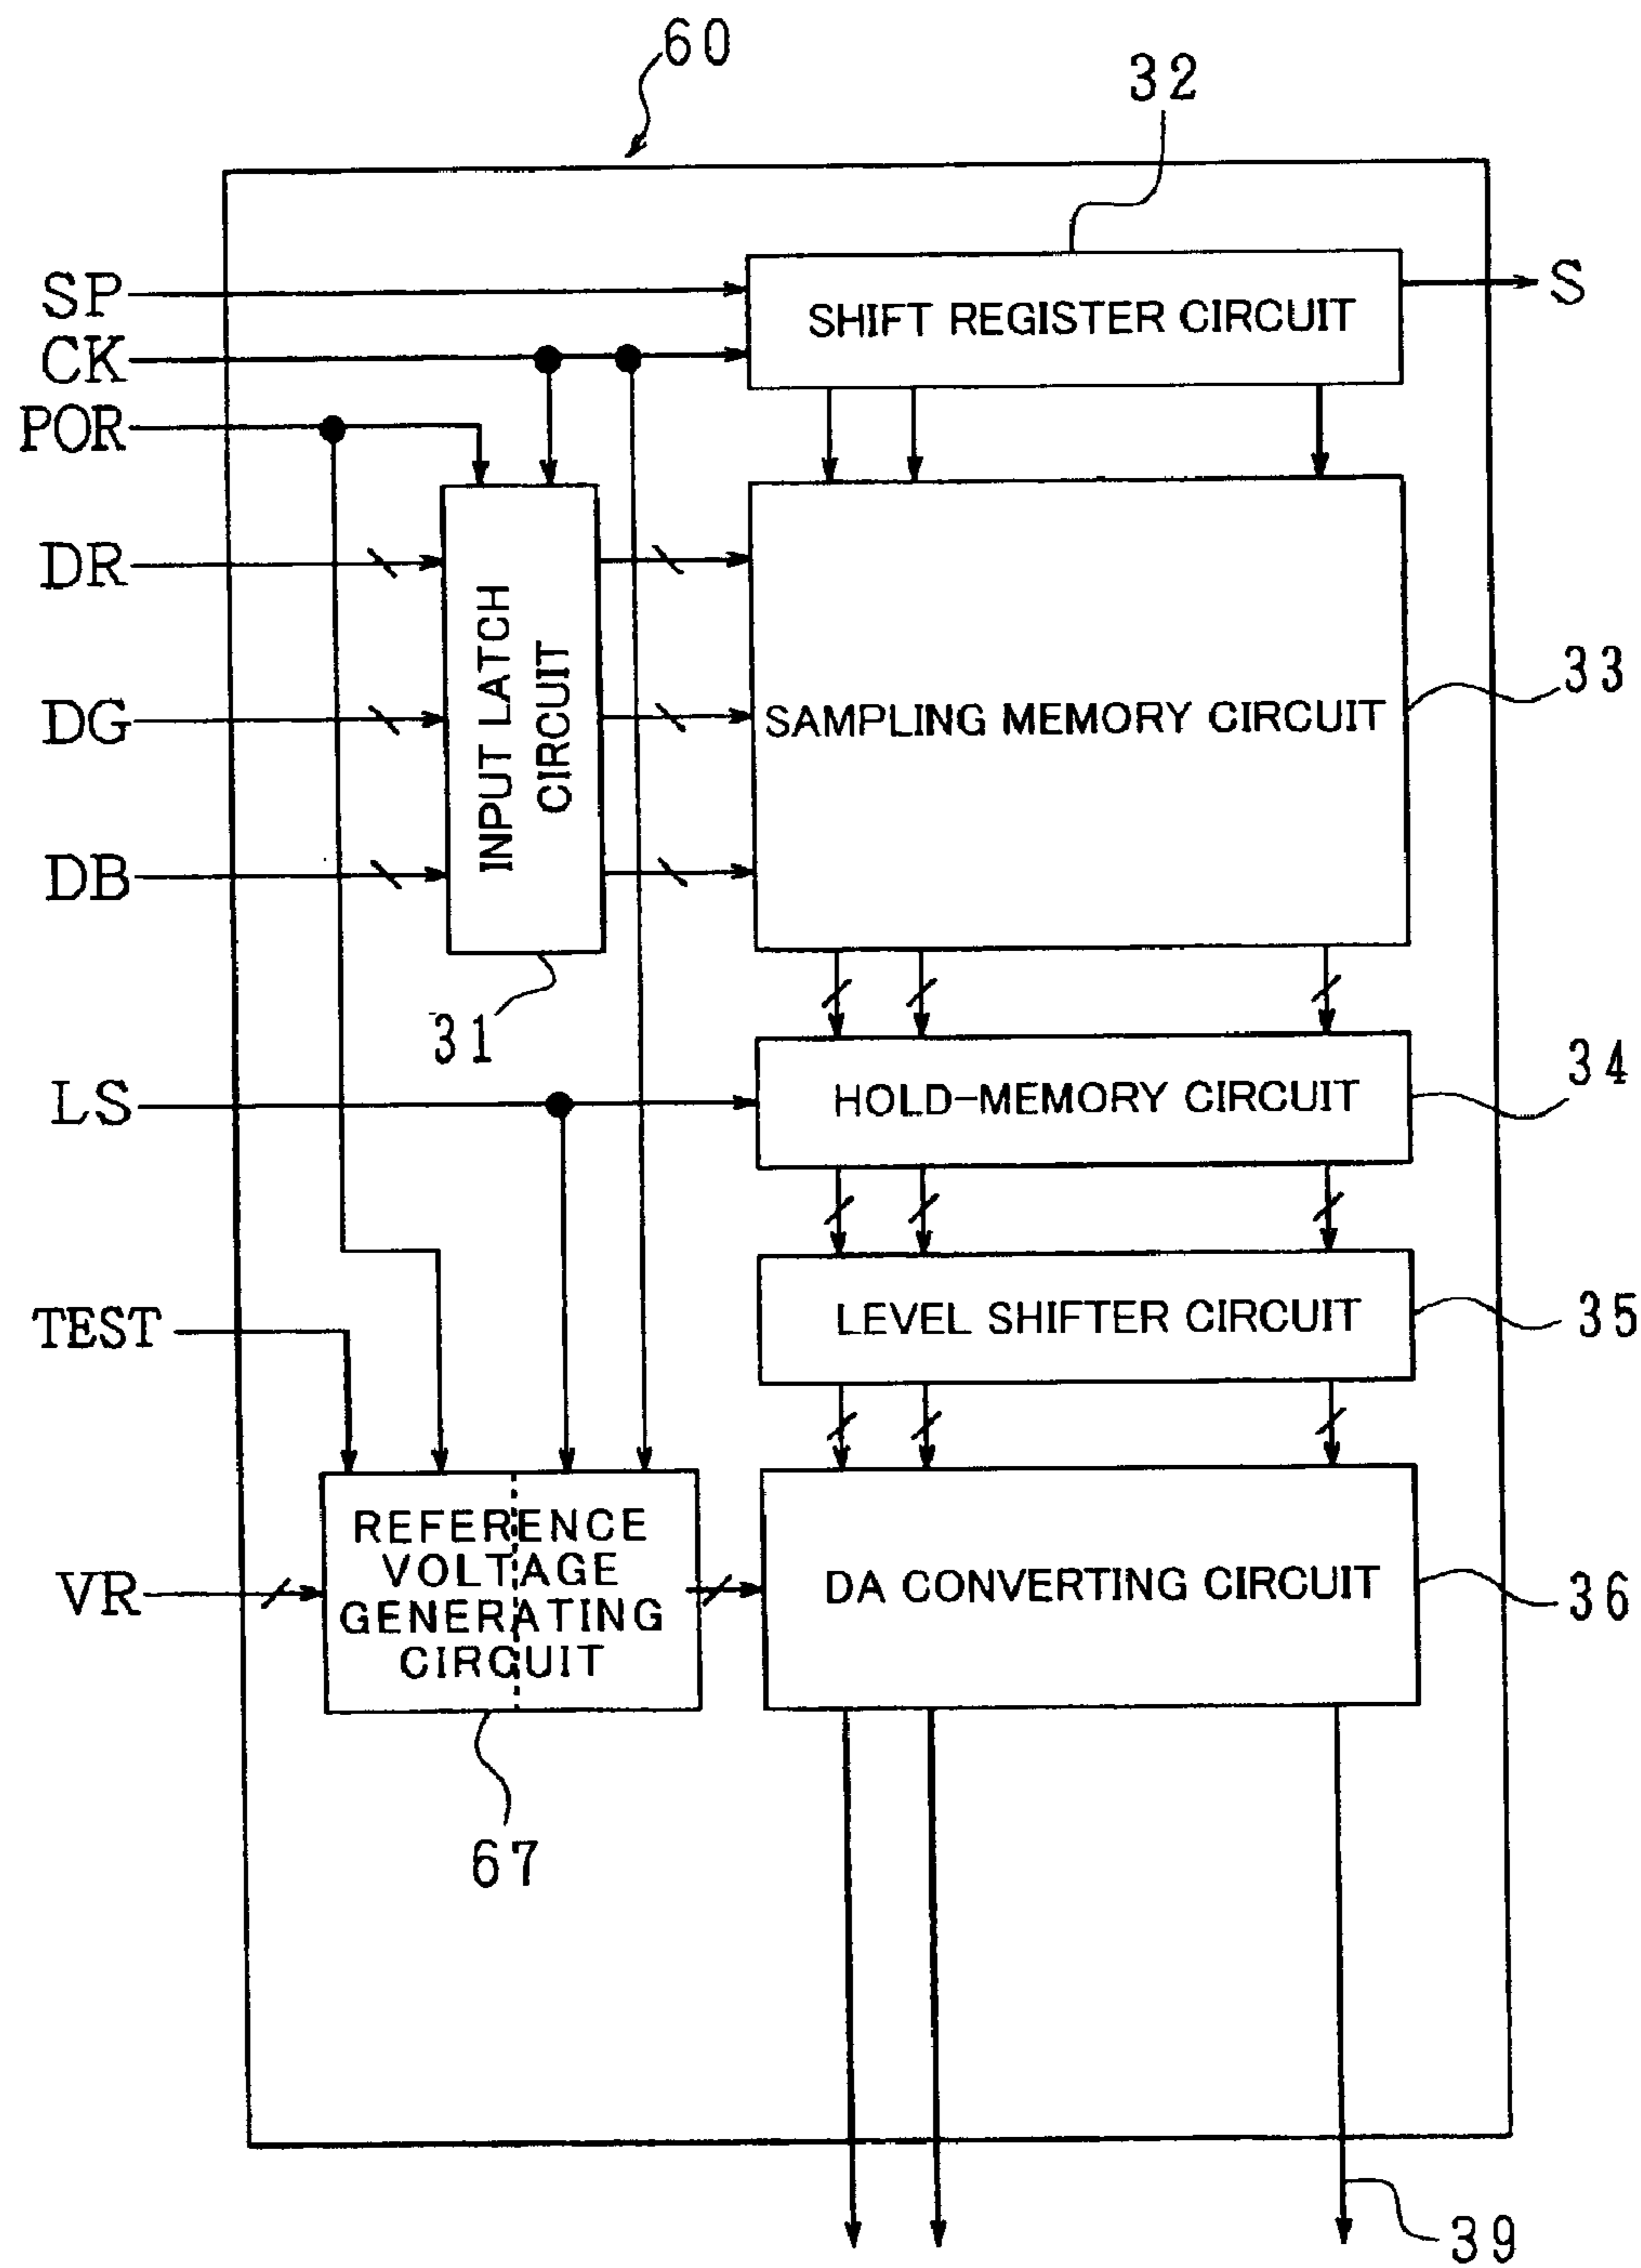 60
32
SP
SHIFT REGISTER CIRCUIT
S
CK
POR
DR
INPUT LATCH
CIRCUIT
33
DG
SAMPLING MEMORY CIRCUIT
DB
31
34
LS
HOLD-MEMORY CIRCUIT
TEST
LEVEL SHIFTER CIRCUIT
35
REFERENCE
VOLTAGE
GENERATING
CIRCUIT
VR
DA CONVERTING CIRCUIT
36
67
39